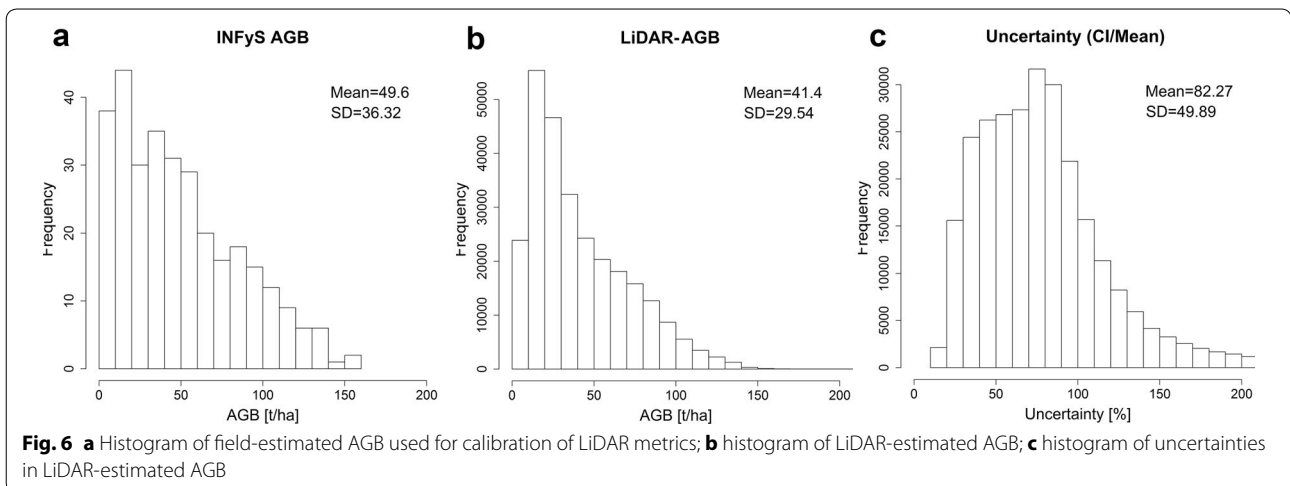 a INFyS AGB
Mean=49.6
SD=36.32
Frequency
0 10 20 30 40
0 50 100 150 200
AGB [t/ha]
b LiDAR-AGB
Mean=41.4
SD=29.54
Frequency
0 10000 20000 30000 40000 50000
0 50 100 150 200
AGB [t/ha]
c Uncertainty (CI/Mean)
Mean=82.27
SD=49.89
Frequency
0 5000 10000 15000 20000 25000 30000
0 50 100 150 200
Uncertainty [%]
Fig. 6 a Histogram of field-estimated AGB used for calibration of LiDAR metrics; b histogram of LiDAR-estimated AGB; c histogram of uncertainties
in LiDAR-estimated AGB